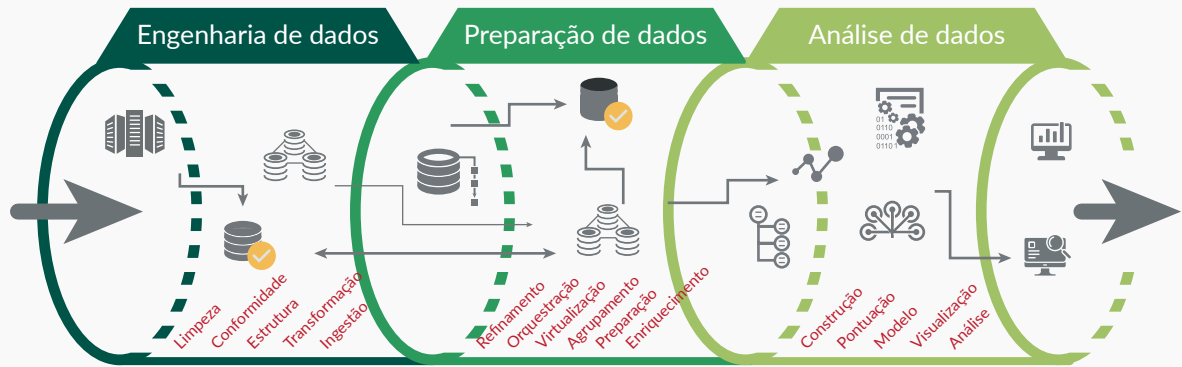 Engenharia de dados
Preparação de dados
Análise de dados
01
0110
0001
01101
Limpeza
Conformidade
Estrutura
Transformação
Ingestão
Refinamento
Orquestração
Virtualização
Agrupamento
Preparação
Enriquecimento
Construção
Pontuação
Modelo
Visualização
Análise